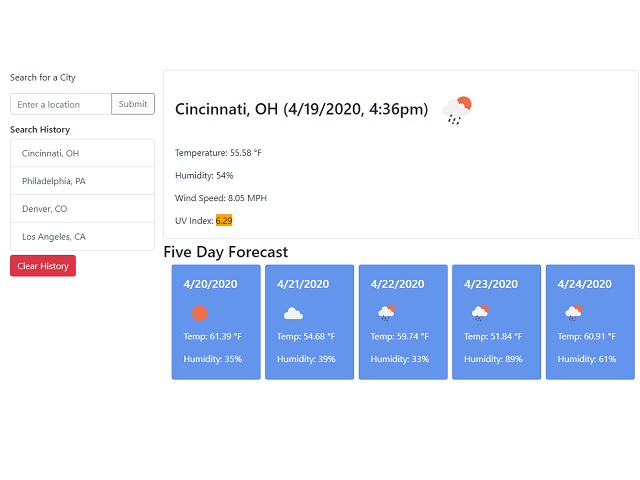 Search for a City
Enter a location
Submit
Search History
Cincinnati, OH
Philadelphia, PA
Denver, CO
Los Angeles, CA
Clear History
Cincinnati, OH (4/19/2020, 4:36pm)
Temperature: 55.58 °F
Humidity: 54%
Wind Speed: 8.05 MPH
UV Index: 6.29
Five Day Forecast
4/20/2020
Temp: 61.39 °F
Humidity: 35%
4/21/2020
Temp: 54.68 °F
Humidity: 39%
4/22/2020
Temp: 59.74 °F
Humidity: 33%
4/23/2020
Temp: 51.84 °F
Humidity: 89%
4/24/2020
Temp: 60.91 °F
Humidity: 61%